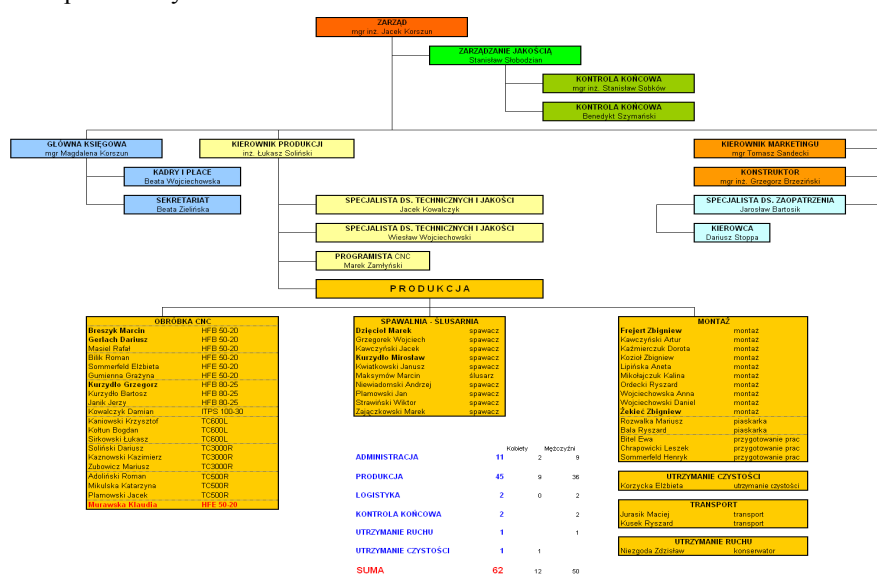 ZARZĄD
mgr inż. Jacek Korszun
ZARZĄDZANIE JAKOŚCIĄ
Stanisław Słobodzian
KONTROLA KOŃCOWA
mgr inż. Stanisław Sobków
KONTROLA KOŃCOWA
Benedykt Szymański
GŁÓWNA KSIĘGOWA
mgr Magdalena Korszun
KIEROWNIK PRODUKCJI
inż. Łukasz Soliński
KIEROWNIK MARKETINGU
mgr Tomasz Sandecki
KADRY I PŁACE
Beata Wojciechowska
KONSTRUKTOR
mgr inż. Grzegorz Brzeziński
SEKRETARIAT
Beata Zielińska
SPECJALISTA DS. TECHNICZNYCH I JAKOŚCI
Jacek Kowalczyk
SPECJALISTA DS. ZAOPATRZENIA
Jarosław Bartosik
SPECJALISTA DS. TECHNICZNYCH I JAKOŚCI
Wiesław Wojciechowski
KIEROWCA
Dariusz Stoppa
PROGRAMISTA CNC
Marek Zamłyński
PRODUKCJA
OBRÓBKA CNC
Breszyk Marcin HFB 50-20
Gerlach Dariusz HFB 50-20
Masiel Rafał HFB 50-20
Bilik Roman HFE 50-20
Sommerfeld Elżbieta HFE 50-20
Gumienna Grażyna HFE 50-20
Kurzydło Grzegorz HFB 80-25
Kurzydło Bartosz HFB 80-25
Janik Jerzy HFB 80-25
Kowalczyk Damian ITPS 100-30
Kaniowski Krzysztof TC600L
Kołtun Bogdan TC600L
Sirkowski Łukasz TC600L
Soliński Dariusz TC3000R
Kaznowski Kazimierz TC3000R
Zubowicz Mariusz TC3000R
Adoliński Roman TC500R
Mikulska Katarzyna TC500R
Plamowski Jacek TC500R
Murawska Klaudia HFE 50-20
SPAWALNIA - ŚLUSARNIA
Dzięcioł Marek spawacz
Grzegorek Wojciech spawacz
Kawczyński Jacek spawacz
Kurzydło Mirosław spawacz
Kwiatkowski Janusz spawacz
Maksymów Marcin ślusarz
Niewiadomski Andrzej spawacz
Plamowski Jan spawacz
Strawiński Wiktor spawacz
Zajączkowski Marek spawacz
MONTAŻ
Frejert Zbigniew montaż
Kawczyński Artur montaż
Kaźmierczuk Dorota montaż
Kozioł Zbigniew montaż
Lipińska Aneta montaż
Mikołajczuk Kalina montaż
Ordecki Ryszard montaż
Wojciechowska Anna montaż
Wojciechowski Daniel montaż
Żekieć Zbigniew montaż
Rozwalka Mariusz piaskarka
Bała Ryszard piaskarka
Bitel Ewa przygotowanie prac
Chrapowicki Leszek przygotowanie prac
Sommerfeld Henryk przygotowanie prac
UTRZYMANIE CZYSTOŚCI
Korzycka Elżbieta utrzymanie czystości
TRANSPORT
Jurasik Maciej transport
Kusek Ryszard transport
UTRZYMANIE RUCHU
Niezgoda Zdzisław konserwator
Kobiety Mężczyźni
ADMINISTRACJA 11 2 9
PRODUKCJA 45 9 36
LOGISTYKA 2 0 2
KONTROLA KOŃCOWA 2 2
UTRZYMANIE RUCHU 1 1
UTRZYMANIE CZYSTOŚCI 1 1
SUMA 62 12 50